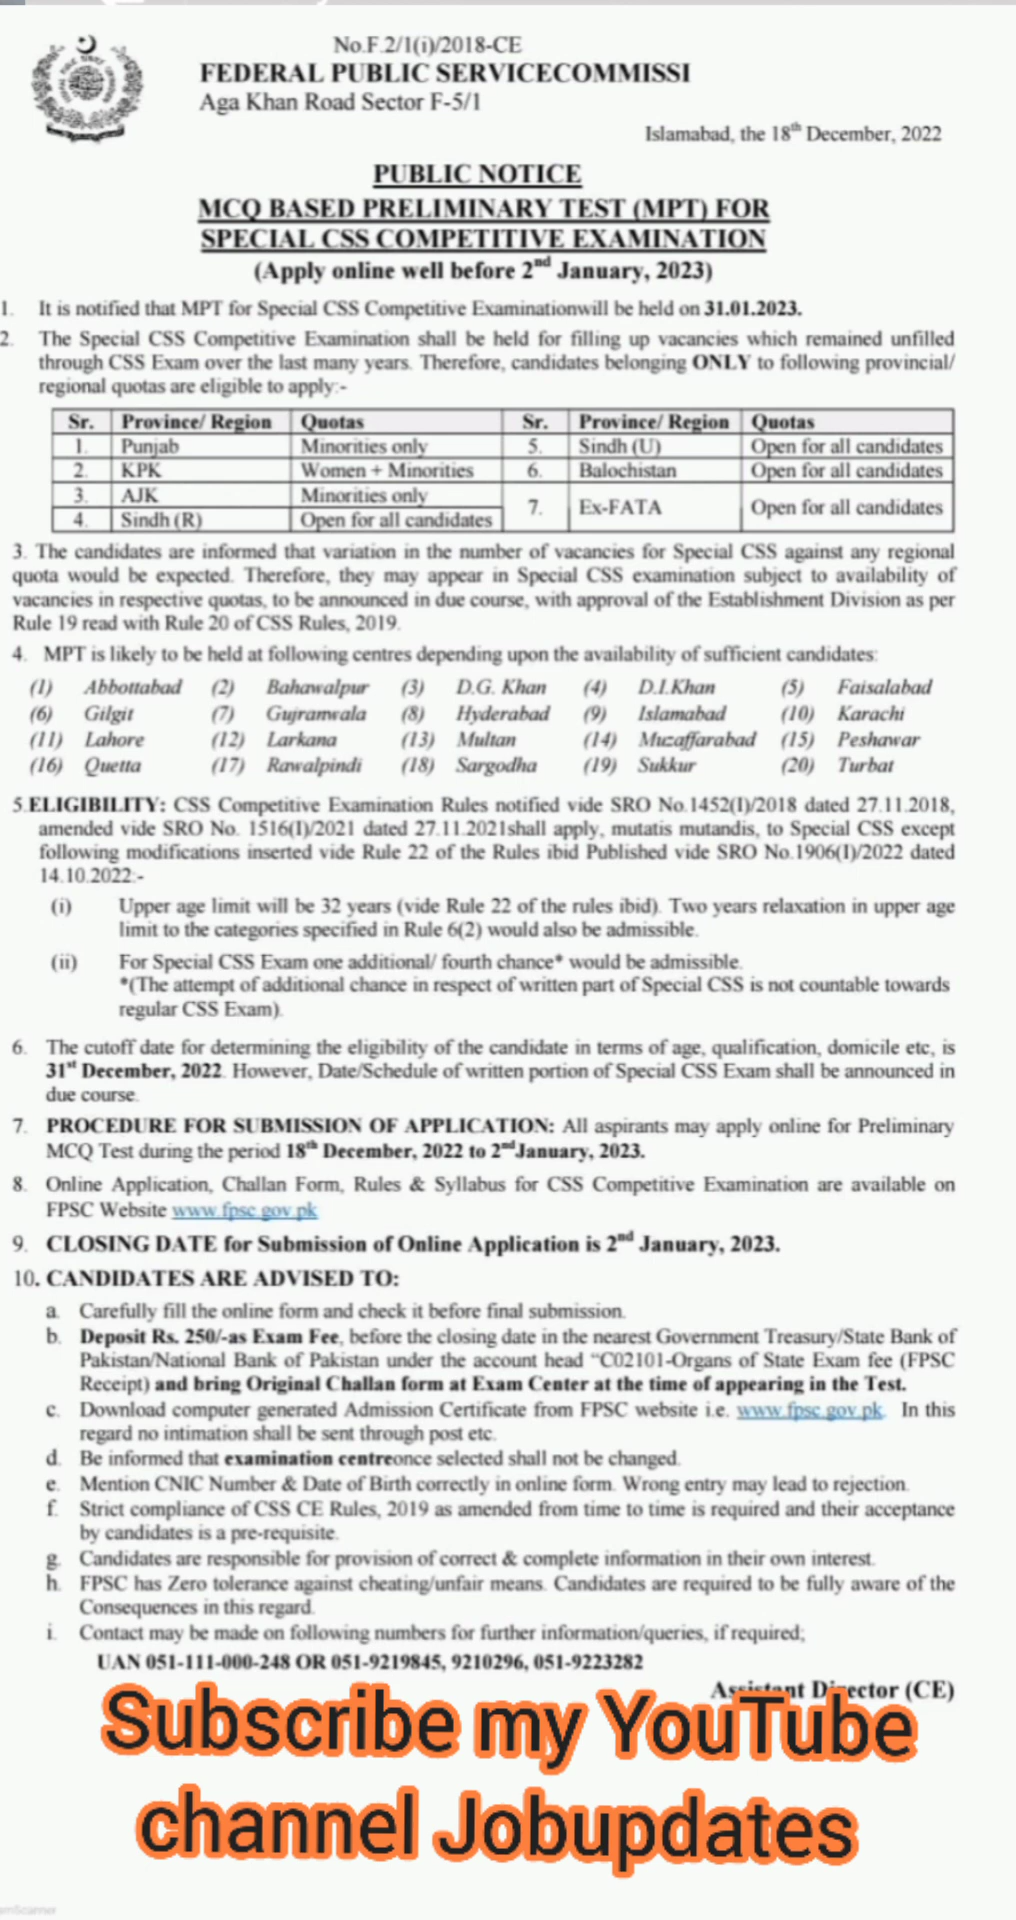 No.F.2/1(i)/2018-CE
FEDERAL PUBLIC SERVICECOMMISSI
Aga Khan Road Sector F-5/1
Islamabad, the 18th December, 2022
PUBLIC NOTICE
MCQ BASED PRELIMINARY TEST (MPT) FOR
SPECIAL CSS COMPETITIVE EXAMINATION
(Apply online well before 2nd January, 2023)
1. It is notified that MPT for Special CSS Competitive Examinationwill be held on 31.01.2023.
2. The Special CSS Competitive Examination shall be held for filling up vacancies which remained unfilled
through CSS Exam over the last many years. Therefore, candidates belonging ONLY to following provincial/
regional quotas are eligible to apply:-
Sr. Province/ Region Quotas Sr. Province/ Region Quotas
1. Punjab Minorities only 5. Sindh (U) Open for all candidates
2. KPK Women + Minorities 6. Balochistan Open for all candidates
3. AJK Minorities only 7. Ex-FATA Open for all candidates
4. Sindh (R) Open for all candidates
3. The candidates are informed that variation in the number of vacancies for Special CSS against any regional
quota would be expected. Therefore, they may appear in Special CSS examination subject to availability of
vacancies in respective quotas, to be announced in due course, with approval of the Establishment Division as per
Rule 19 read with Rule 20 of CSS Rules, 2019.
4. MPT is likely to be held at following centres depending upon the availability of sufficient candidates:
(1) Abbottabad (2) Bahawalpur (3) D.G. Khan (4) D.I.Khan (5) Faisalabad
(6) Gilgit (7) Gujranwala (8) Hyderabad (9) Islamabad (10) Karachi
(11) Lahore (12) Larkana (13) Multan (14) Muzaffarabad (15) Peshawar
(16) Quetta (17) Rawalpindi (18) Sargodha (19) Sukkur (20) Turbat
5.ELIGIBILITY: CSS Competitive Examination Rules notified vide SRO No.1452(I)/2018 dated 27.11.2018,
amended vide SRO No. 1516(I)/2021 dated 27.11.2021shall apply, mutatis mutandis, to Special CSS except
following modifications inserted vide Rule 22 of the Rules ibid Published vide SRO No.1906(I)/2022 dated
14.10.2022:-
(i) Upper age limit will be 32 years (vide Rule 22 of the rules ibid). Two years relaxation in upper age
limit to the categories specified in Rule 6(2) would also be admissible.
(ii) For Special CSS Exam one additional/ fourth chance* would be admissible.
*(The attempt of additional chance in respect of written part of Special CSS is not countable towards
regular CSS Exam).
6. The cutoff date for determining the eligibility of the candidate in terms of age, qualification, domicile etc, is
31st December, 2022. However, Date/Schedule of written portion of Special CSS Exam shall be announced in
due course.
7. PROCEDURE FOR SUBMISSION OF APPLICATION: All aspirants may apply online for Preliminary
MCQ Test during the period 18th December, 2022 to 2nd January, 2023.
8. Online Application, Challan Form, Rules & Syllabus for CSS Competitive Examination are available on
FPSC Website www.fpsc.gov.pk
9. CLOSING DATE for Submission of Online Application is 2nd January, 2023.
10. CANDIDATES ARE ADVISED TO:
a. Carefully fill the online form and check it before final submission.
b. Deposit Rs. 250/-as Exam Fee, before the closing date in the nearest Government Treasury/State Bank of
Pakistan/National Bank of Pakistan under the account head "C02101-Organs of State Exam fee (FPSC
Receipt) and bring Original Challan form at Exam Center at the time of appearing in the Test.
c. Download computer generated Admission Certificate from FPSC website i.e. www.fpsc.gov.pk. In this
regard no intimation shall be sent through post etc.
d. Be informed that examination centreonce selected shall not be changed.
e. Mention CNIC Number & Date of Birth correctly in online form. Wrong entry may lead to rejection.
f. Strict compliance of CSS CE Rules, 2019 as amended from time to time is required and their acceptance
by candidates is a pre-requisite.
g. Candidates are responsible for provision of correct & complete information in their own interest.
h. FPSC has Zero tolerance against cheating/unfair means. Candidates are required to be fully aware of the
Consequences in this regard.
i. Contact may be made on following numbers for further information/queries, if required;
UAN 051-111-000-248 OR 051-9219845, 9210296, 051-9223282
Assistant Director (CE)
Subscribe my YouTube
channel Jobupdates